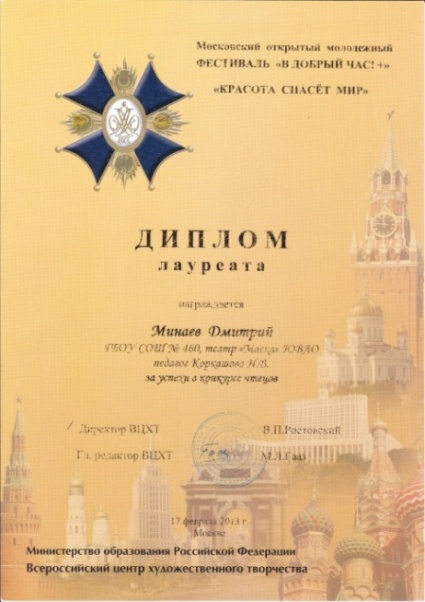 Московский открытый молодежный
ФЕСТИВАЛЬ «В ДОБРЫЙ ЧАС! +»
«КРАСОТА СПАСЁТ МИР»
ДИПЛОМ
лауреата
награждается
Минаев Дмитрий
ГБОУ СОШ № 460, театр «Маска» ЮВАО
педагог Коркашова Н.В.
за успехи в конкурсе чтецов
Директор ВЦХТ В.П.Ростовский
Гл. редактор ВЦХТ
17 февраля 2013 г.
Москва
Министерство образования Российской Федерации
Всероссийский центр художественного творчества